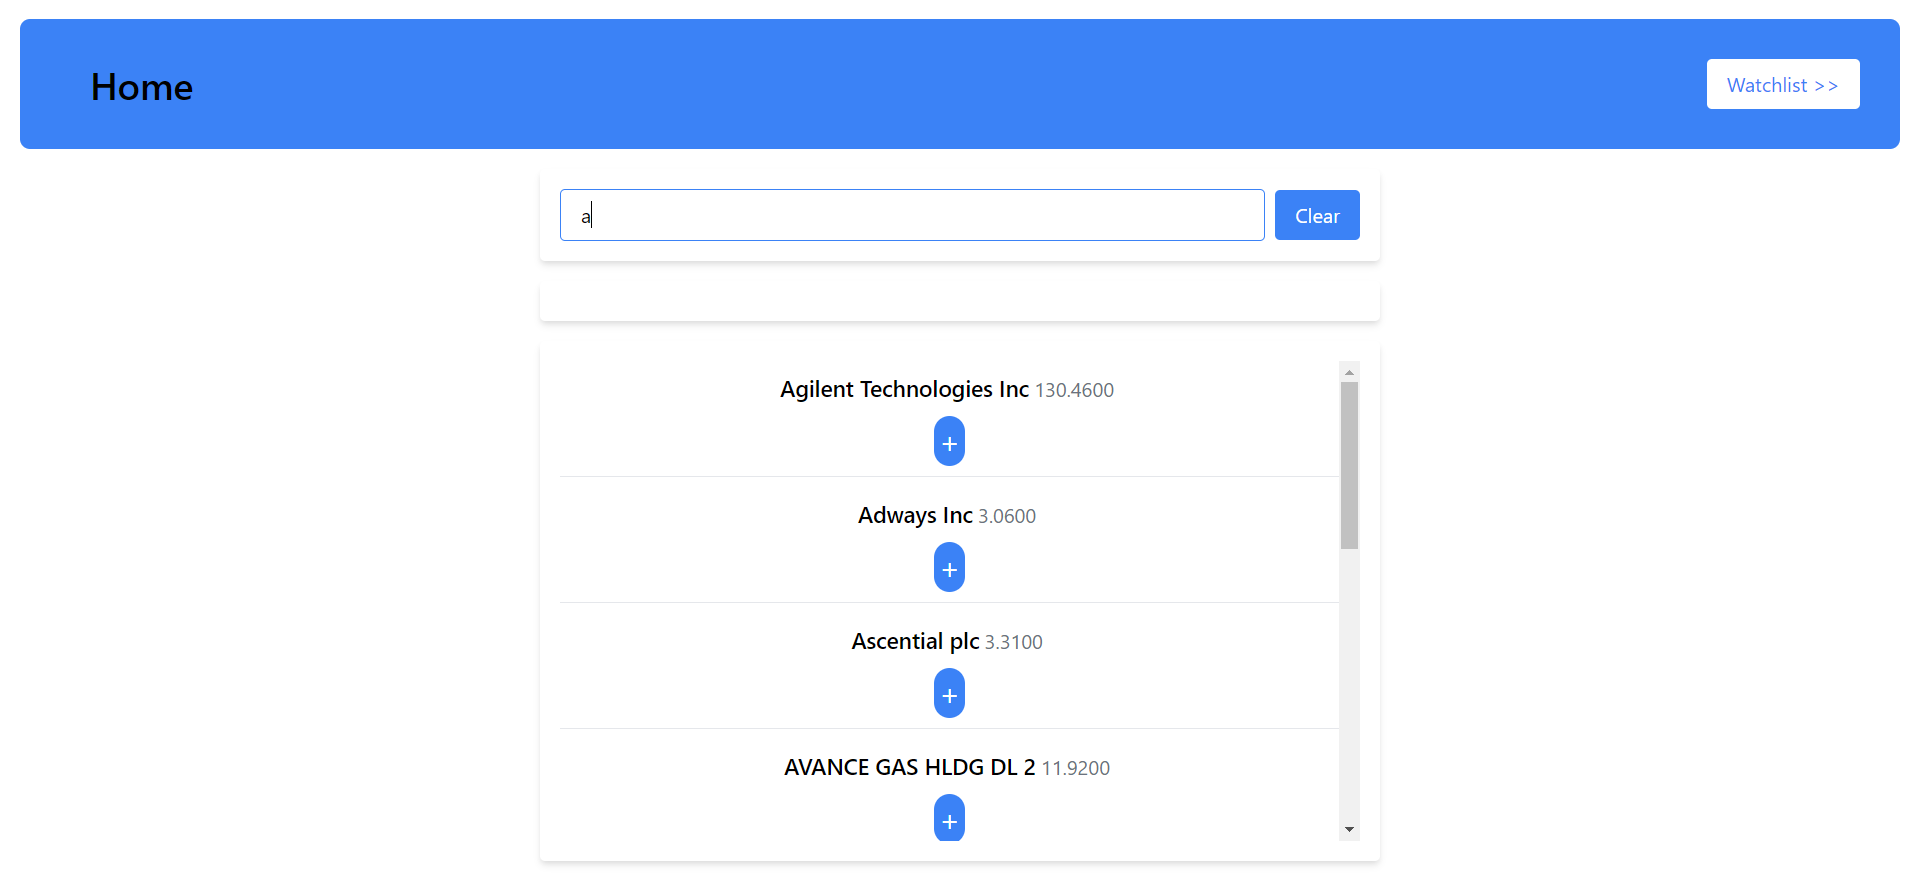 Home
Watchlist >>
a
Clear
Agilent Technologies Inc 130.4600
+
Adways Inc 3.0600
+
Ascential plc 3.3100
+
AVANCE GAS HLDG DL 2 11.9200
+